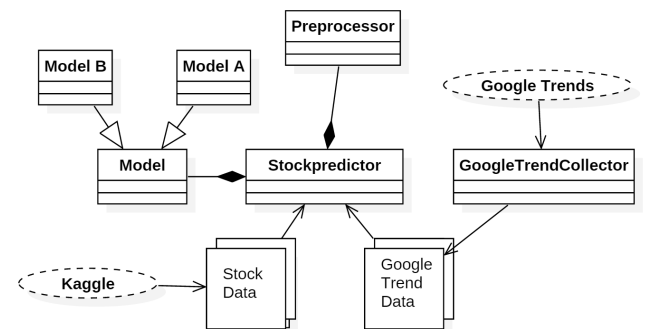 Preprocessor
Model B
Model A
Google Trends
Model
Stockpredictor
GoogleTrendCollector
Kaggle
Stock
Data
Google
Trend
Data